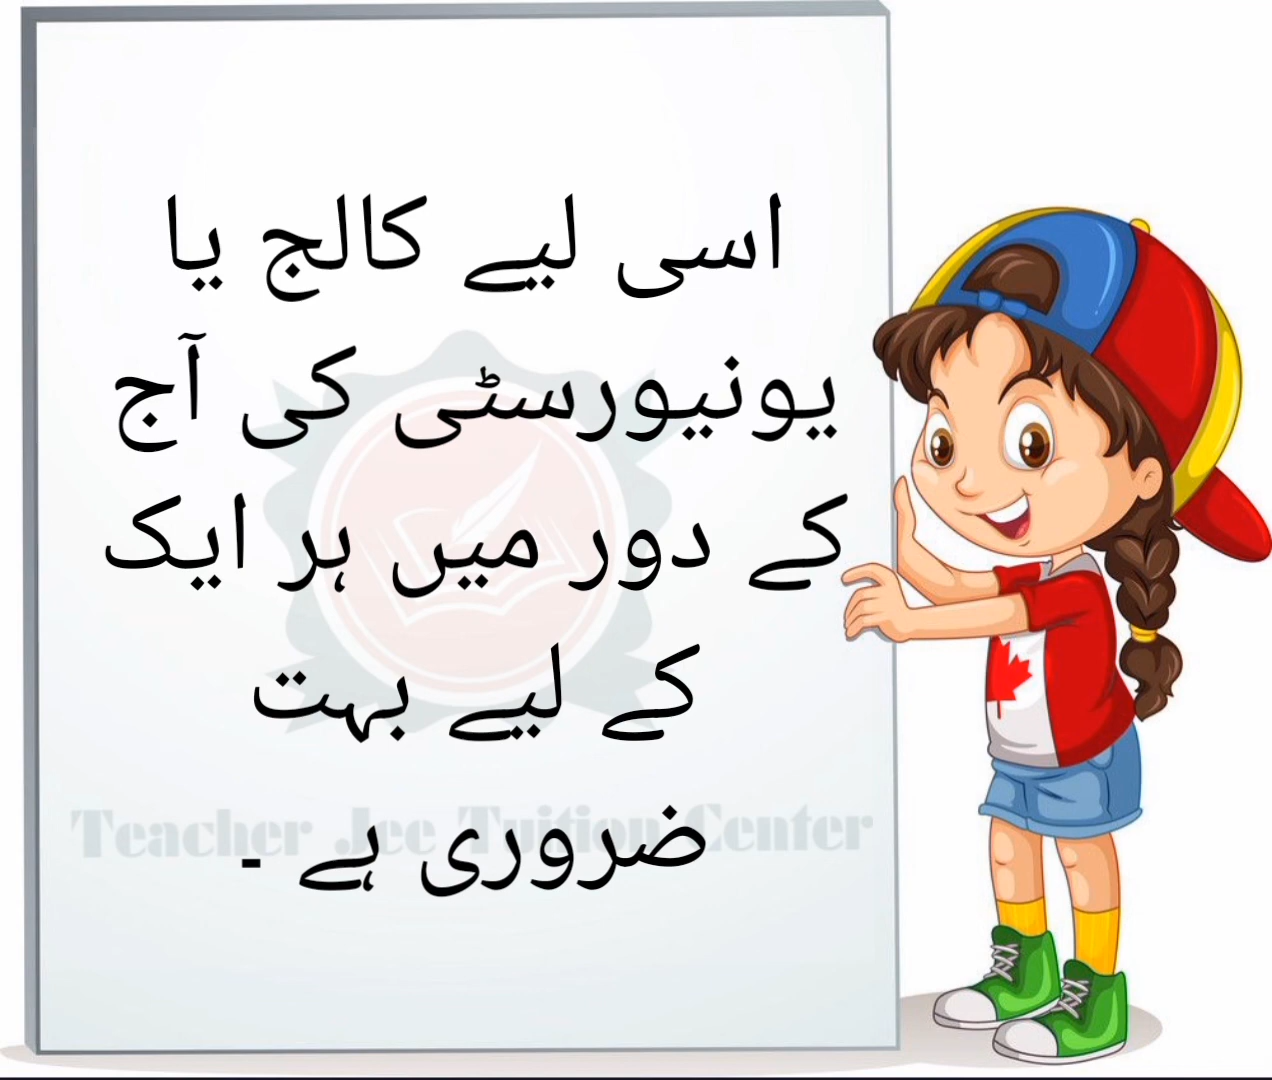 اسی لیے کالج یا
یونیورسٹی کی آج
کے دور میں ہر ایک
کے لیے بہت
ضروری ہے ۔
Teacher Jee Tuition Center